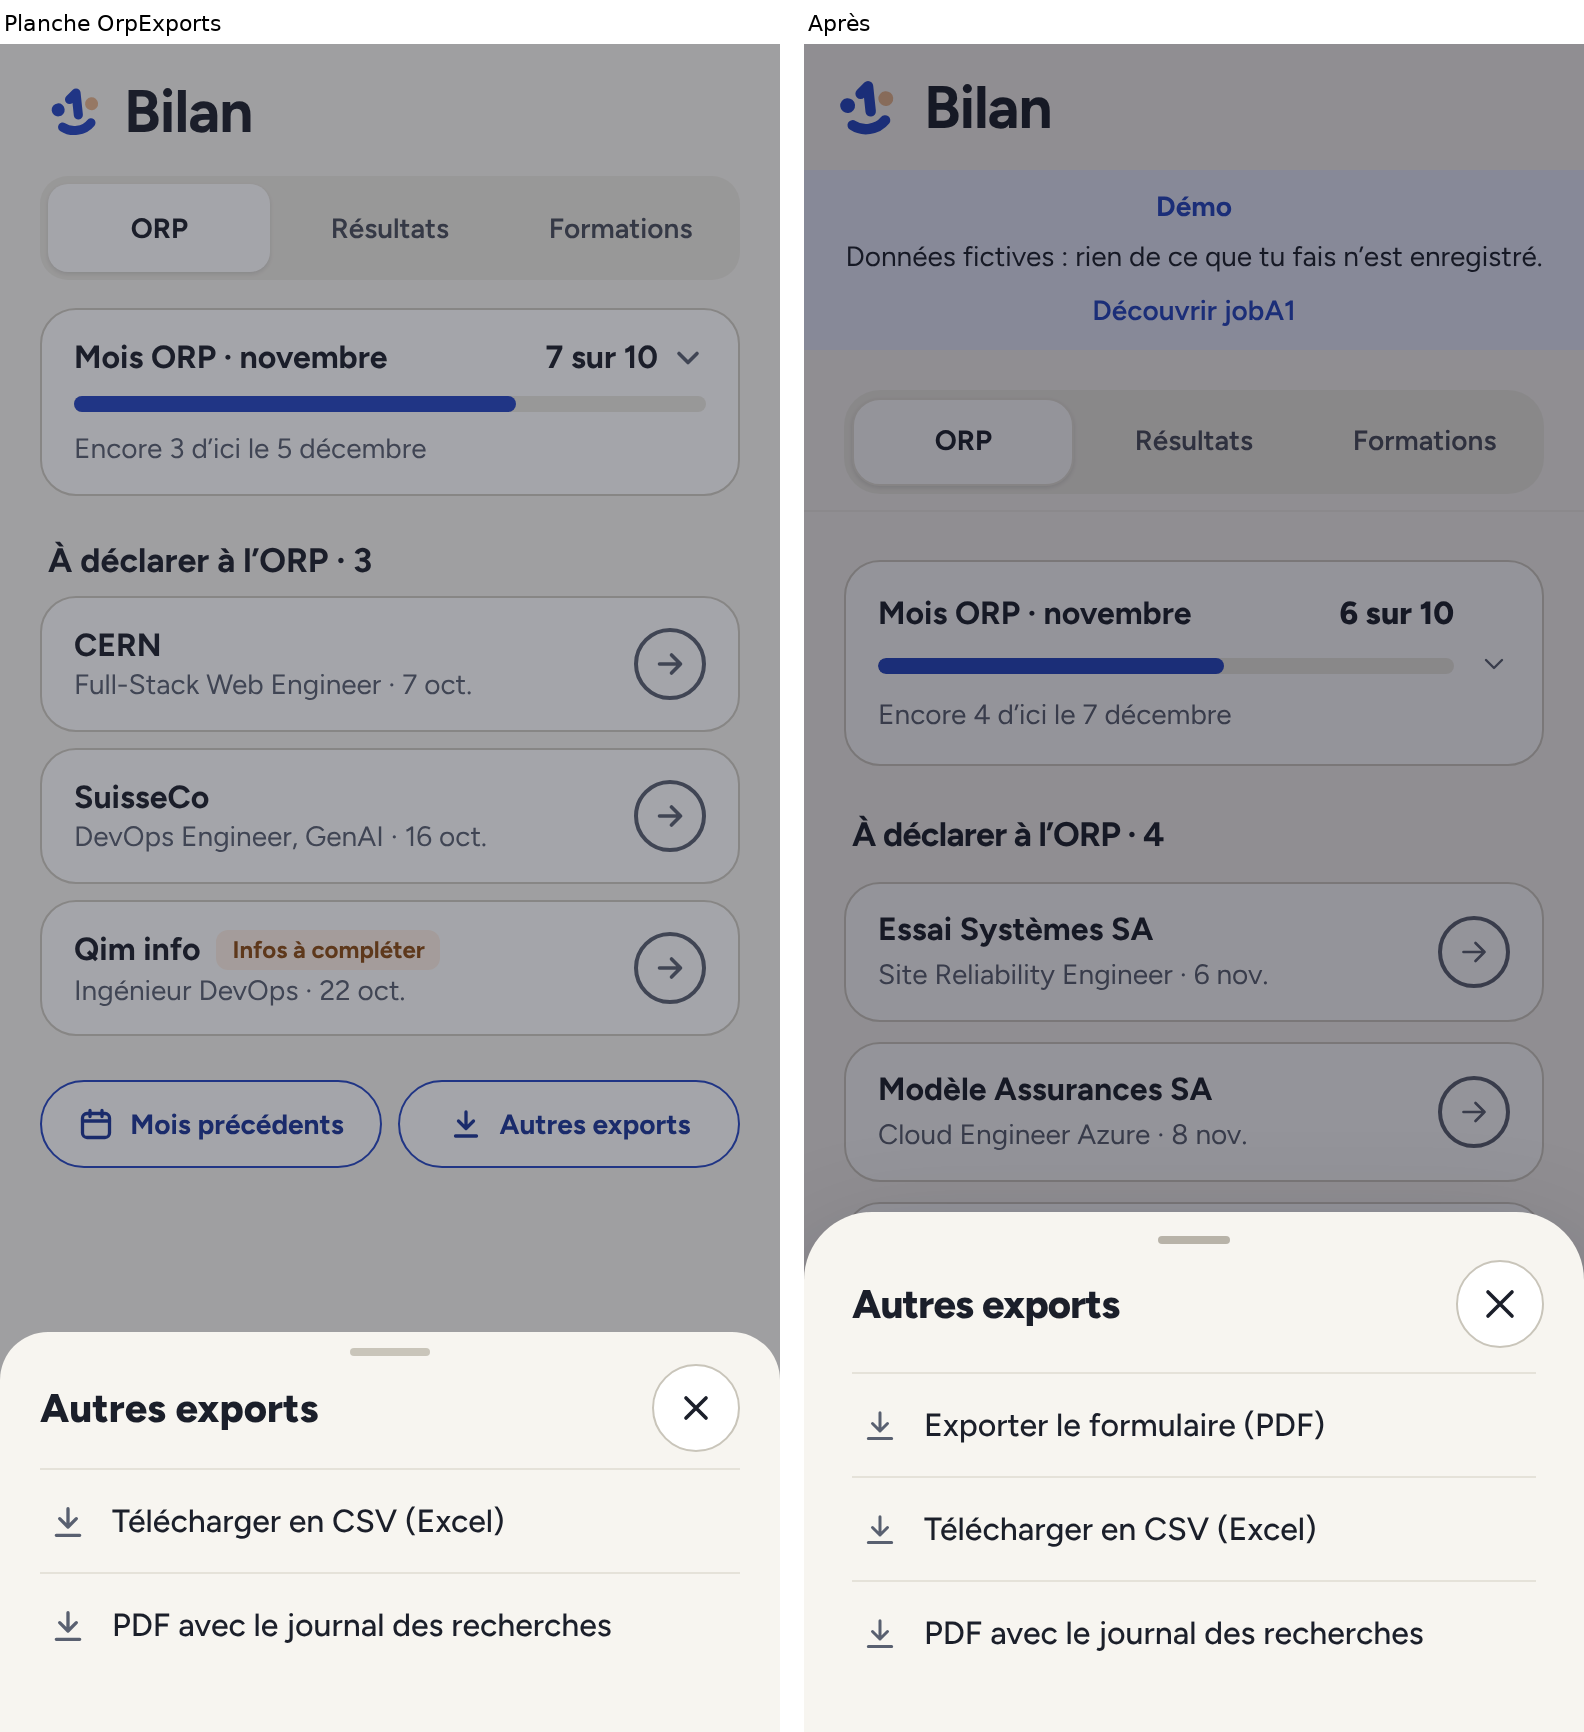 Planche OrpExports
Bilan
ORP
Résultats
Formations
Mois ORP · novembre
7 sur 10
Encore 3 d’ici le 5 décembre
À déclarer à l’ORP · 3
CERN
Full-Stack Web Engineer · 7 oct.
SuisseCo
DevOps Engineer, GenAI · 16 oct.
Qim info
Infos à compléter
Ingénieur DevOps · 22 oct.
Mois précédents
Autres exports
Autres exports
Télécharger en CSV (Excel)
PDF avec le journal des recherches
Après
Bilan
Démo
Données fictives : rien de ce que tu fais n’est enregistré.
Découvrir jobA1
ORP
Résultats
Formations
Mois ORP · novembre
6 sur 10
Encore 4 d’ici le 7 décembre
À déclarer à l’ORP · 4
Essai Systèmes SA
Site Reliability Engineer · 6 nov.
Modèle Assurances SA
Cloud Engineer Azure · 8 nov.
Autres exports
Exporter le formulaire (PDF)
Télécharger en CSV (Excel)
PDF avec le journal des recherches